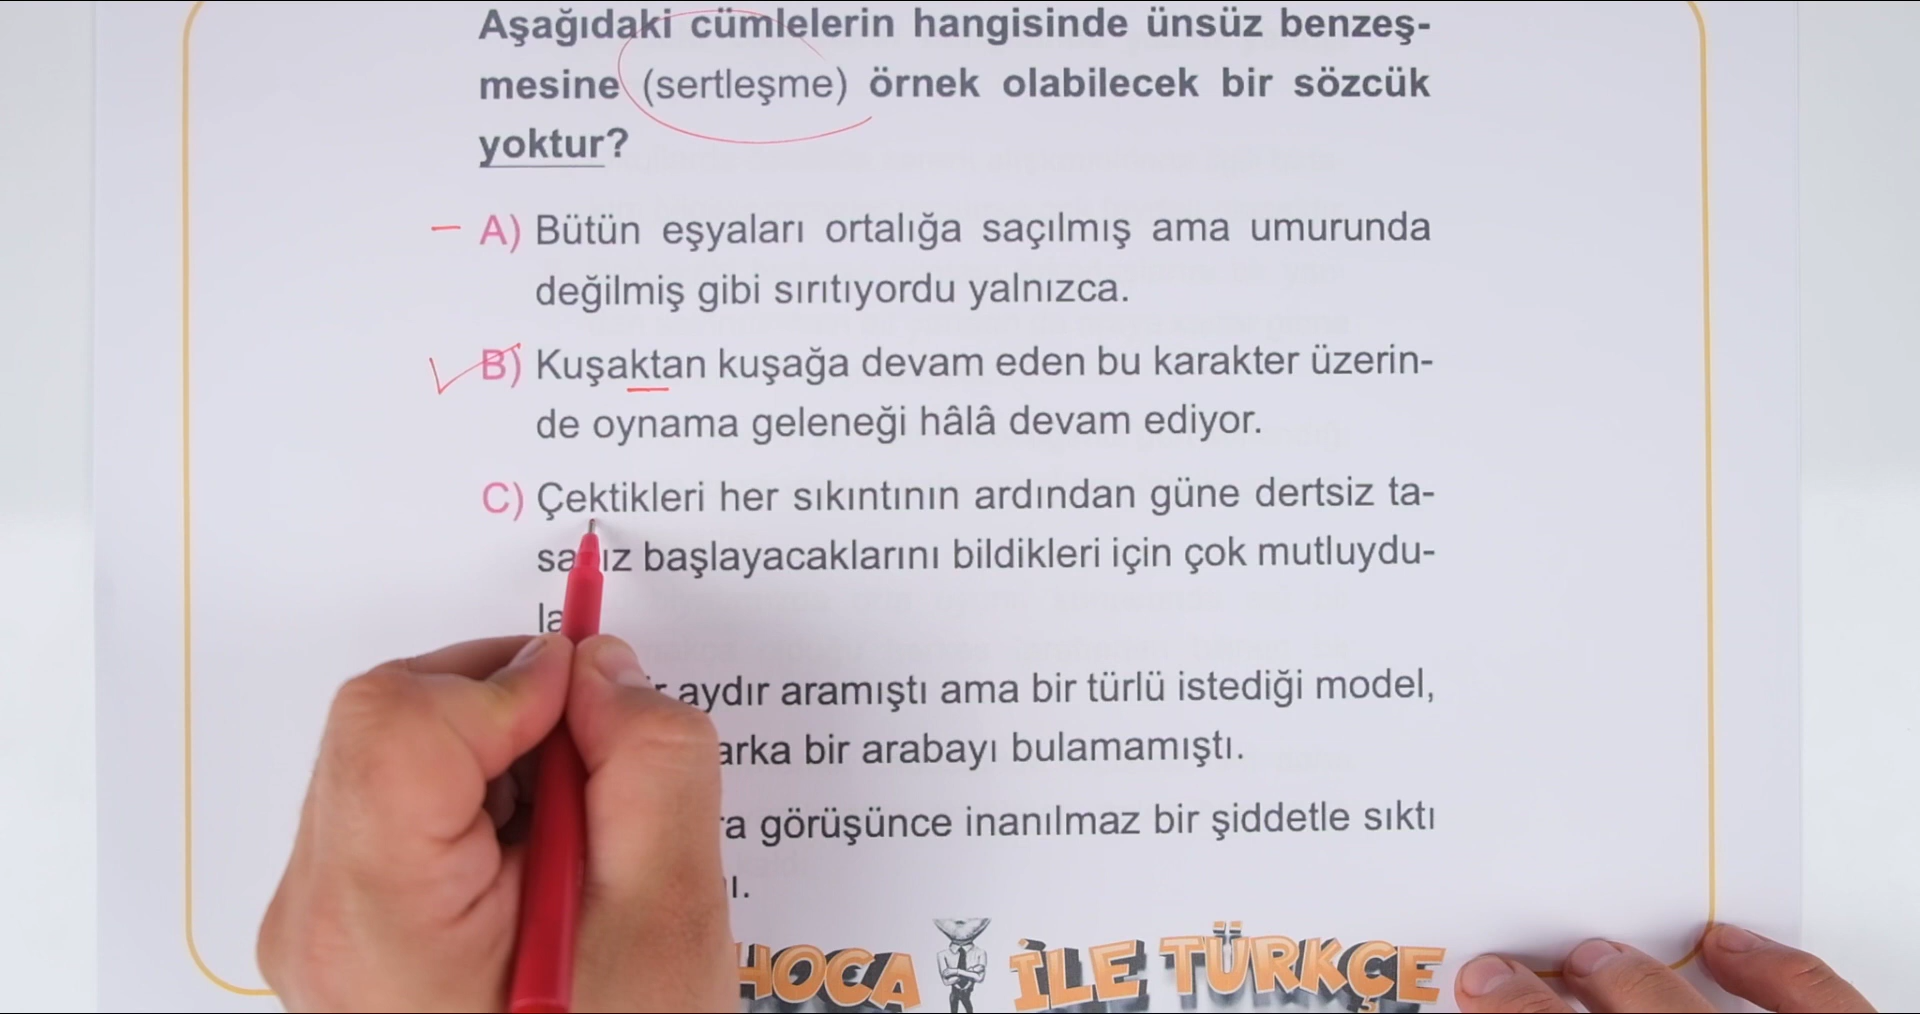 Aşağıdaki cümlelerin hangisinde ünsüz benzeş-
mesine (sertleşme) örnek olabilecek bir sözcük
yoktur?
A) Bütün eşyaları ortalığa saçılmış ama umurunda
değilmiş gibi sırıtıyordu yalnızca.
B) Kuşaktan kuşağa devam eden bu karakter üzerin-
de oynama geleneği hâlâ devam ediyor.
C) Çektikleri her sıkıntının ardından güne dertsiz ta-
başlayacaklarını bildikleri için çok mutluydu-
aydır aramıştı ama bir türlü istediği model,
bir arabayı bulamamıştı.
görüşünce inanılmaz bir şiddetle sıktı
HOCA İLE TÜRKÇE